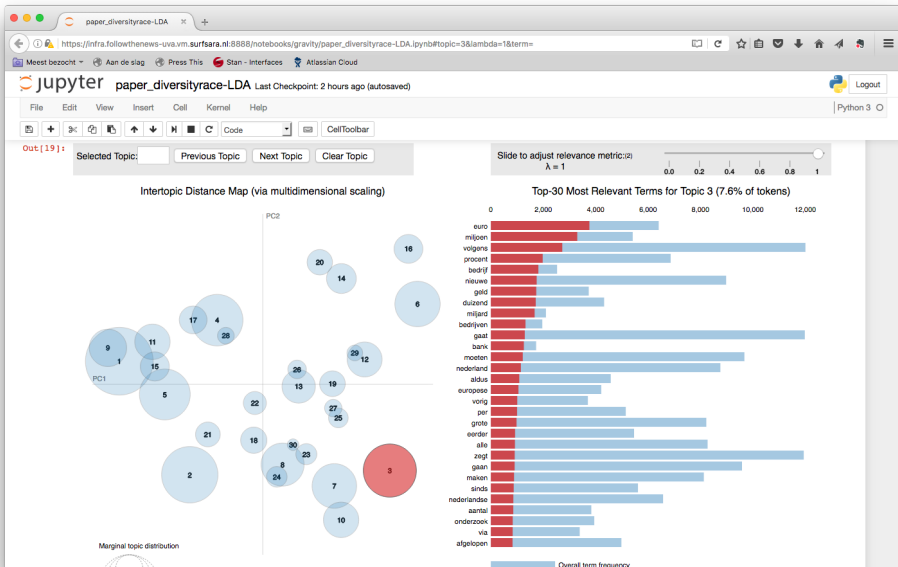 paper_diversityrace-LDA
https://infra.followthenews-uva.vm.surfsara.nl:8888/notebooks/gravity/paper_diversityrace-LDA.ipynb#topic=3&lambda=1&term=
Meest bezocht Aan de slag Press This Stan - Interfaces Atlassian Cloud
jupyter paper_diversityrace-LDA Last Checkpoint: 2 hours ago (autosaved) Logout
File Edit View Insert Cell Kernel Help Python 3
Code CellToolbar
Out[19]:
Selected Topic: Previous Topic Next Topic Clear Topic
Slide to adjust relevance metric:(2)
λ = 1
0.0 0.2 0.4 0.6 0.8 1
Intertopic Distance Map (via multidimensional scaling)
PC2
PC1
16
20
14
6
17
4
28
11
9
1
15
5
29
12
26
13
19
22
27
25
21
18
30
23
8
24
2
3
7
10
Marginal topic distribution
Top-30 Most Relevant Terms for Topic 3 (7.6% of tokens)
0 2,000 4,000 6,000 8,000 10,000 12,000
euro
miljoen
volgens
procent
bedrijf
nieuwe
geld
duizend
miljard
bedrijven
gaat
bank
moeten
nederland
aldus
europese
vorig
per
grote
eerder
alle
zegt
gaan
maken
sinds
nederlandse
aantal
onderzoek
via
afgelopen
Overall term frequency